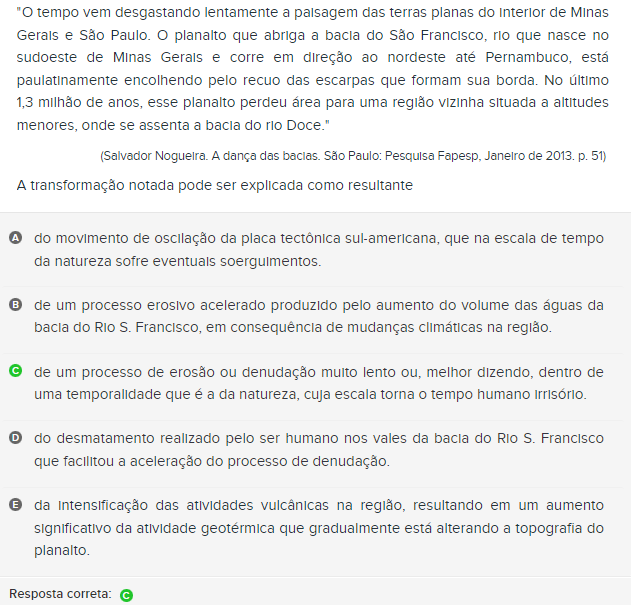 "O tempo vem desgastando lentamente a paisagem das terras planas do interior de Minas
Gerais e São Paulo. O planalto que abriga a bacia do São Francisco, rio que nasce no
sudoeste de Minas Gerais e corre em direção ao nordeste até Pernambuco, está
paulatinamente encolhendo pelo recuo das escarpas que formam sua borda. No último
1,3 milhão de anos, esse planalto perdeu área para uma região vizinha situada a altitudes
menores, onde se assenta a bacia do rio Doce."
(Salvador Nogueira. A dança das bacias. São Paulo: Pesquisa Fapesp, Janeiro de 2013. p. 51)
A transformação notada pode ser explicada como resultante
A do movimento de oscilação da placa tectônica sul-americana, que na escala de tempo
da natureza sofre eventuais soerguimentos.
B de um processo erosivo acelerado produzido pelo aumento do volume das águas da
bacia do Rio S. Francisco, em consequência de mudanças climáticas na região.
C de um processo de erosão ou denudação muito lento ou, melhor dizendo, dentro de
uma temporalidade que é a da natureza, cuja escala torna o tempo humano irrisório.
D do desmatamento realizado pelo ser humano nos vales da bacia do Rio S. Francisco
que facilitou a aceleração do processo de denudação.
E da intensificação das atividades vulcânicas na região, resultando em um aumento
significativo da atividade geotérmica que gradualmente está alterando a topografia do
planalto.
Resposta correta: C